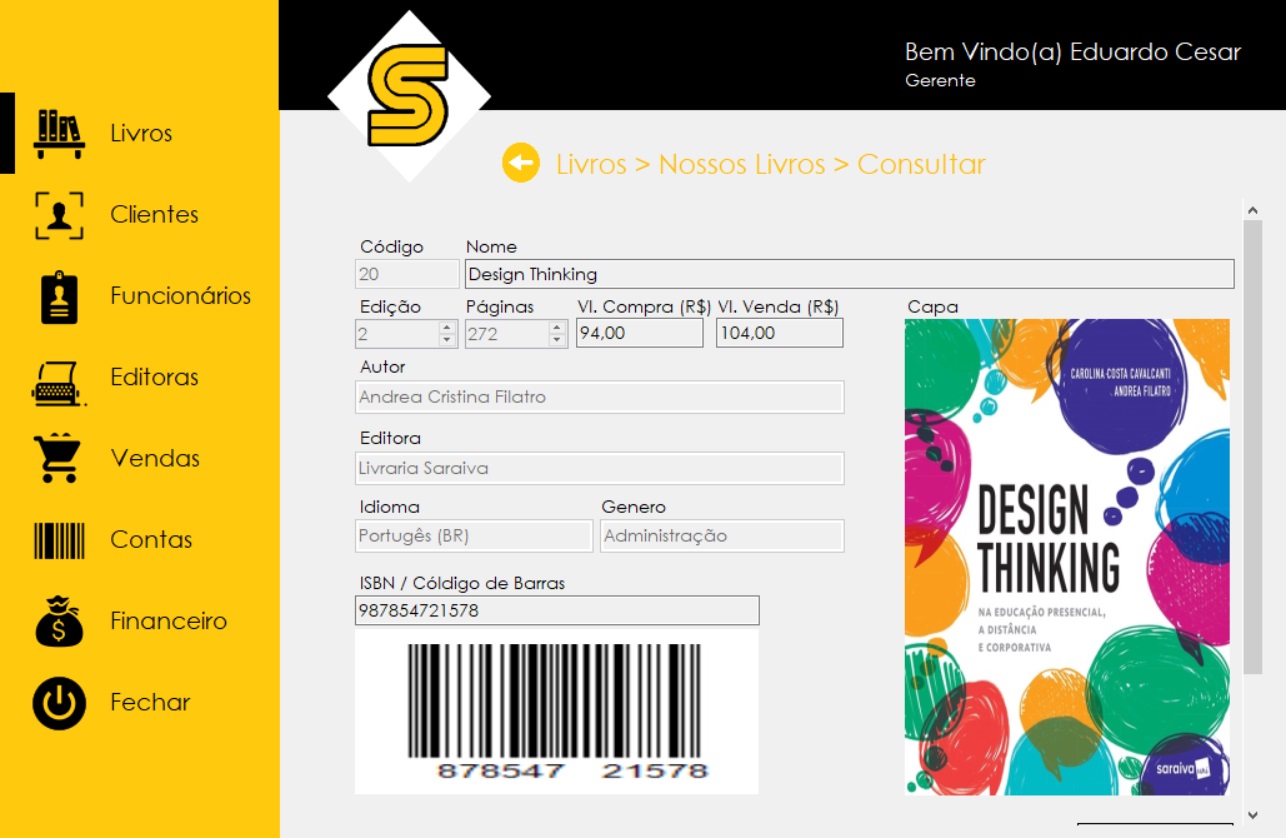 S
Bem Vindo(a) Eduardo Cesar
Gerente
Livros
Clientes
Funcionários
Editoras
Vendas
Contas
Financeiro
Fechar
Livros > Nossos Livros > Consultar
Código Nome
20 Design Thinking
Edição Páginas Vl. Compra (R$) Vl. Venda (R$)
2 272 94,00 104,00
Autor
Andrea Cristina Filatro
Editora
Livraria Saraiva
Idioma Genero
Portugês (BR) Administração
ISBN / Cóldigo de Barras
987854721578
878547 21578
Capa
CAROLINA COSTA CAVALCANTI
ANDREA FILATRO
DESIGN
THINKING
NA EDUCAÇÃO PRESENCIAL,
A DISTÂNCIA
E CORPORATIVA
saraiva